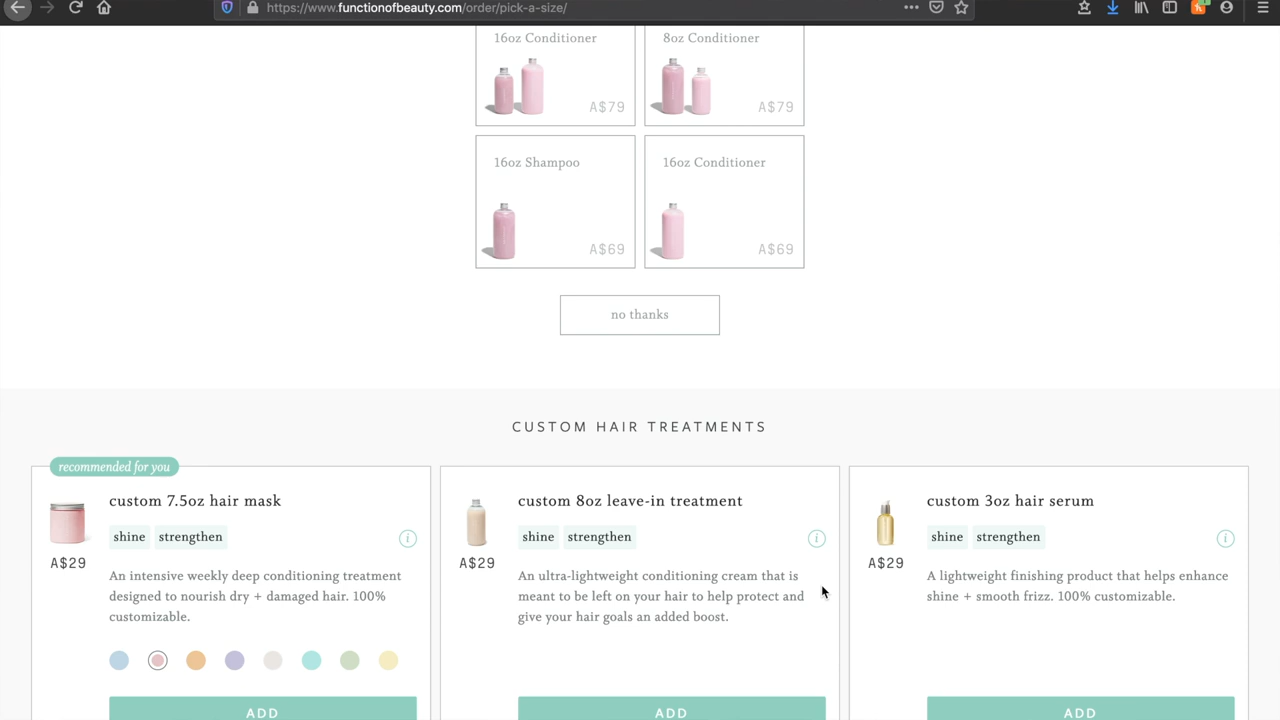 https://www.functionofbeauty.com/order/pick-a-size/
16oz Conditioner
A$79
8oz Conditioner
A$79
16oz Shampoo
A$69
16oz Conditioner
A$69
no thanks
CUSTOM HAIR TREATMENTS
recommended for you
custom 7.5oz hair mask
shine strengthen
A$29
An intensive weekly deep conditioning treatment
designed to nourish dry + damaged hair. 100%
customizable.
ADD
custom 8oz leave-in treatment
shine strengthen
A$29
An ultra-lightweight conditioning cream that is
meant to be left on your hair to help protect and
give your hair goals an added boost.
ADD
custom 3oz hair serum
shine strengthen
A$29
A lightweight finishing product that helps enhance
shine + smooth frizz. 100% customizable.
ADD